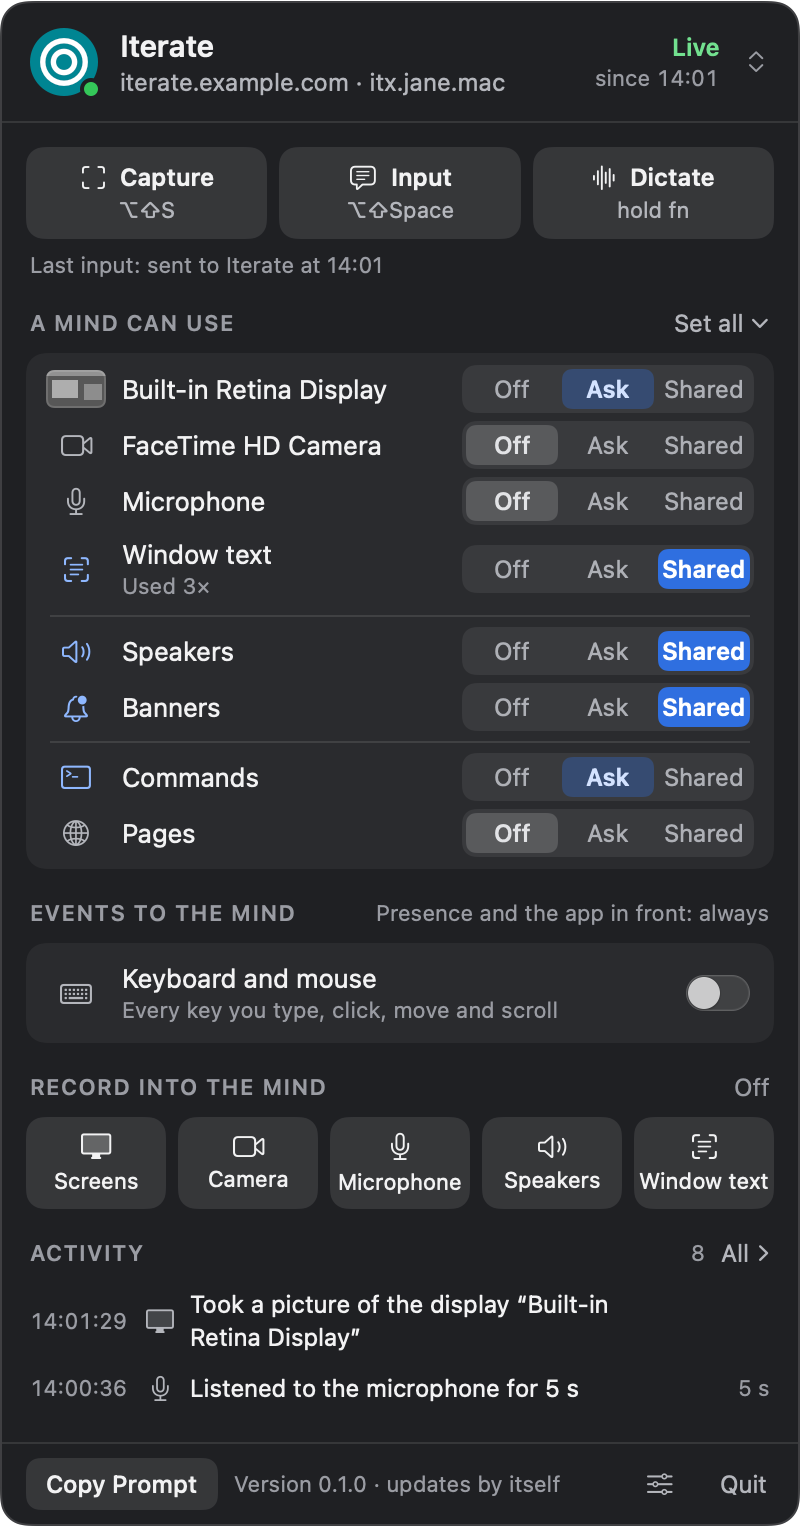 Iterate
iterate.example.com · itx.jane.mac
Live
since 14:01
Capture
⌥⇧S
Input
⌥⇧Space
Dictate
hold fn
Last input: sent to Iterate at 14:01
A MIND CAN USE
Set all
Built-in Retina Display
Off Ask Shared
FaceTime HD Camera
Off Ask Shared
Microphone
Off Ask Shared
Window text
Used 3×
Off Ask Shared
Speakers
Off Ask Shared
Banners
Off Ask Shared
Commands
Off Ask Shared
Pages
Off Ask Shared
EVENTS TO THE MIND
Presence and the app in front: always
Keyboard and mouse
Every key you type, click, move and scroll
RECORD INTO THE MIND
Off
Screens
Camera
Microphone
Speakers
Window text
ACTIVITY
8 All
14:01:29
Took a picture of the display “Built-in
Retina Display”
14:00:36 Listened to the microphone for 5 s 5 s
Copy Prompt Version 0.1.0 · updates by itself Quit